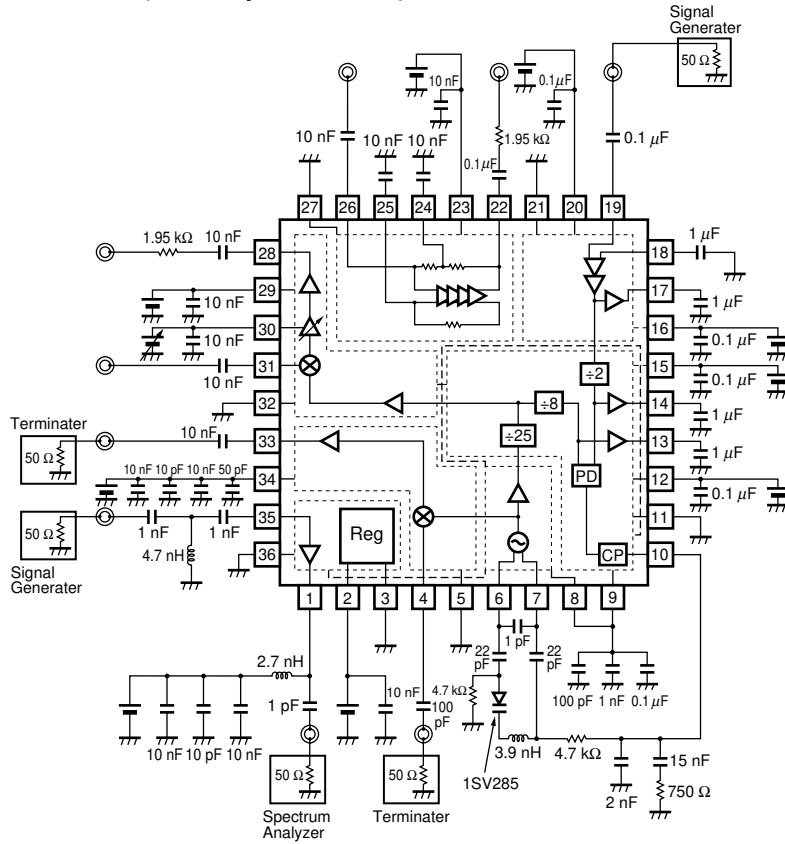 Signal
Generater
50 Ω
10 nF
0.1 μF
10 nF
10 nF
10 nF
0.1 μF
1.95 kΩ
0.1 μF
27
26
25
24
23
22
21
20
19
1.95 kΩ
10 nF
28
18
1 μF
29
10 nF
17
1 μF
30
10 nF
16
0.1 μF
31
10 nF
15
0.1 μF
÷2
32
÷8
14
1 μF
Terminater
50 Ω
10 nF
33
÷25
13
1 μF
10 nF
10 pF
10 nF
50 pF
34
PD
12
0.1 μF
50 Ω
1 nF
1 nF
35
11
Signal
Generater
4.7 nH
36
Reg
CP
10
1
2
3
4
5
6
7
8
9
1 pF
22
pF
22
pF
2.7 nH
1 pF
10 nF
100
pF
4.7 kΩ
100 pF
1 nF
0.1 μF
10 nF
10 pF
10 nF
3.9 nH
4.7 kΩ
15 nF
1SV285
2 nF
750 Ω
50 Ω
50 Ω
Spectrum
Analyzer
Terminater